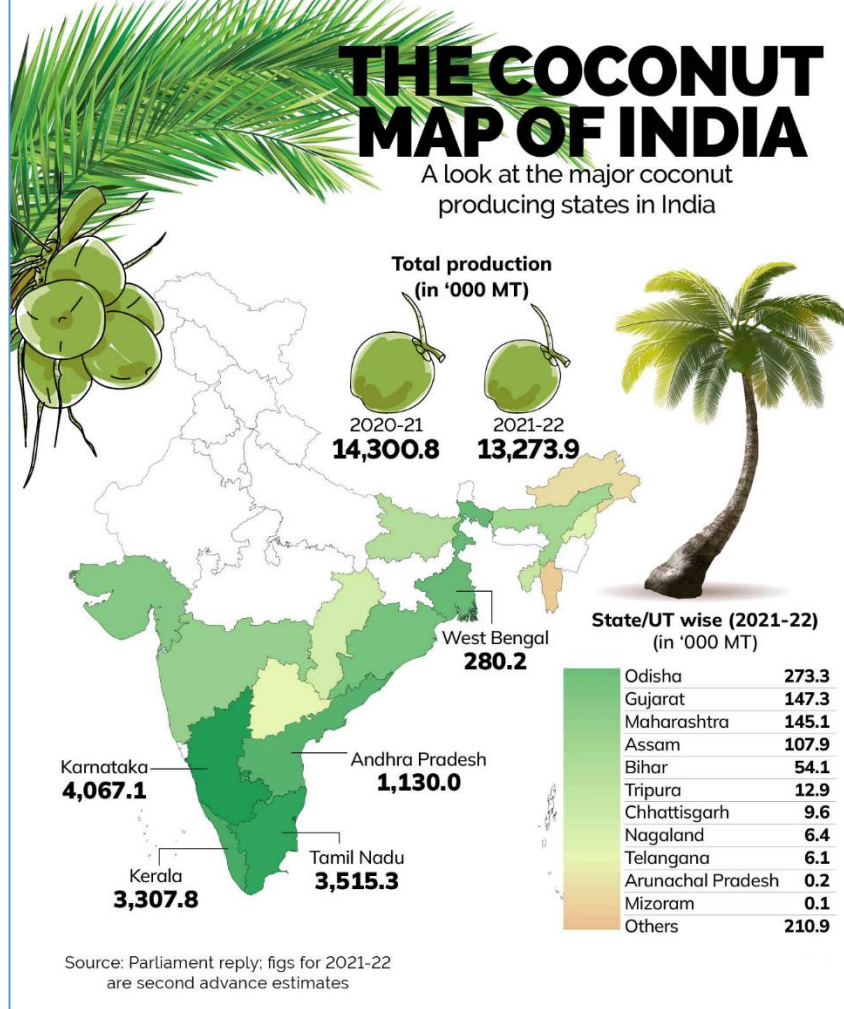 THE COCONUT
MAP OF INDIA
A look at the major coconut
producing states in India
Total production
(in ‘000 MT)
2020-21
14,300.8
2021-22
13,273.9
West Bengal
280.2
Andhra Pradesh
1,130.0
Karnataka
4,067.1
Tamil Nadu
3,515.3
Kerala
3,307.8
State/UT wise (2021-22)
(in ‘000 MT)
Odisha 273.3
Gujarat 147.3
Maharashtra 145.1
Assam 107.9
Bihar 54.1
Tripura 12.9
Chhattisgarh 9.6
Nagaland 6.4
Telangana 6.1
Arunachal Pradesh 0.2
Mizoram 0.1
Others 210.9
Source: Parliament reply; figs for 2021-22
are second advance estimates